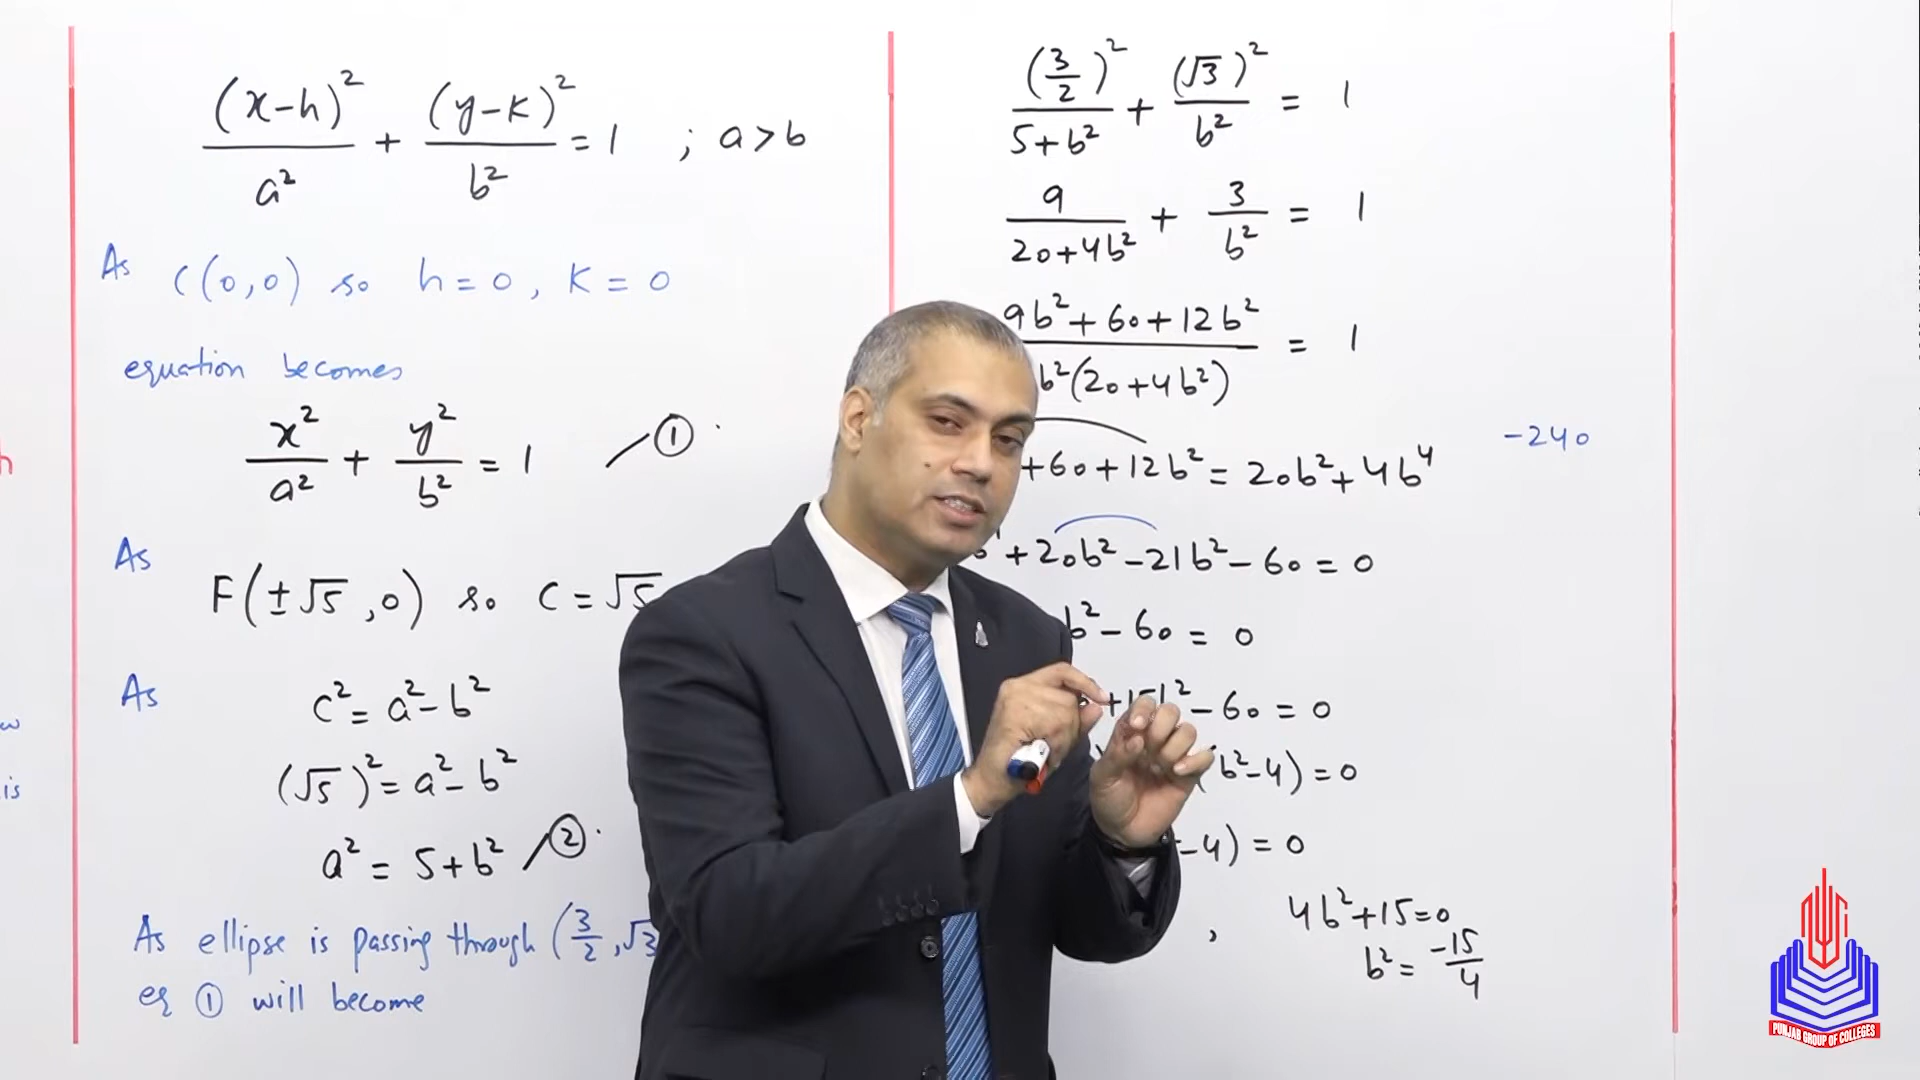 (x-h)²/a² + (y-k)²/b² = 1 ; a > b
As C(0,0) so h = 0, K = 0
equation becomes
x²/a² + y²/b² = 1 ①
As
F(±√5, 0) so C = √5
As c² = a² - b²
(√5)² = a² - b²
a² = 5 + b² ②
As ellipse is passing through (3/2, √3
eq ① will become
(3/2)²/5+b² + (√3)²/b² = 1
9/20+4b² + 3/b² = 1
9b² + 60 + 12b²/b²(20+4b²) = 1
+60+12b² = 20b² + 4b⁴
-240
+20b² - 21b² - 60 = 0
b² - 60 = 0
- 60 = 0
(b²-4) = 0
-4) = 0
, 4b²+15=0
b² = -15/4
h
is
PUNJAB GROUP OF COLLEGES